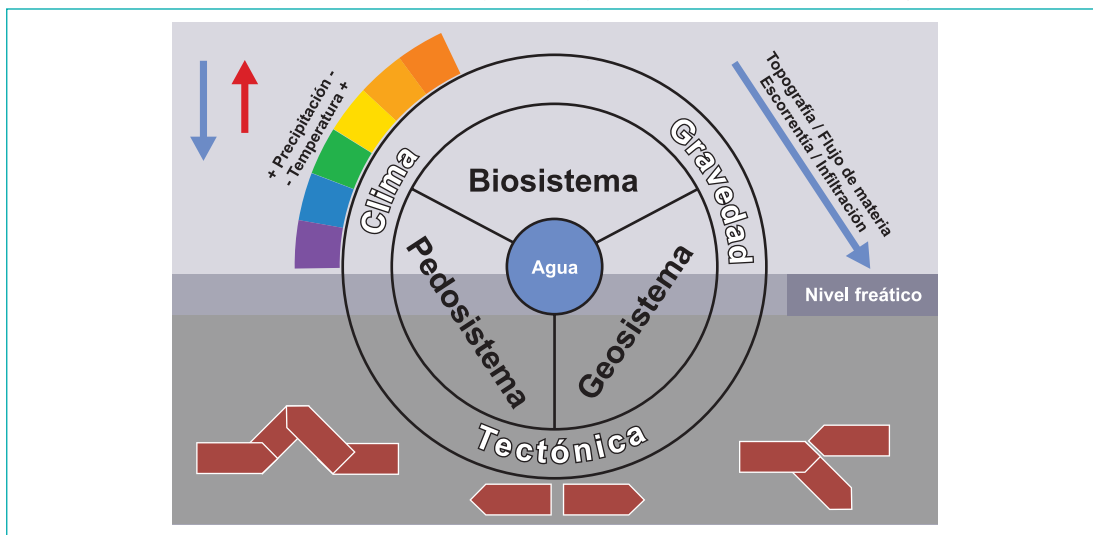 + Precipitación -
- Temperatura +
Clima
Gravedad
Topografía / Flujo de materia
Escorrentía / Infiltración
Biosistema
Agua
Pedosistema
Geosistema
Nivel freático
Tectónica